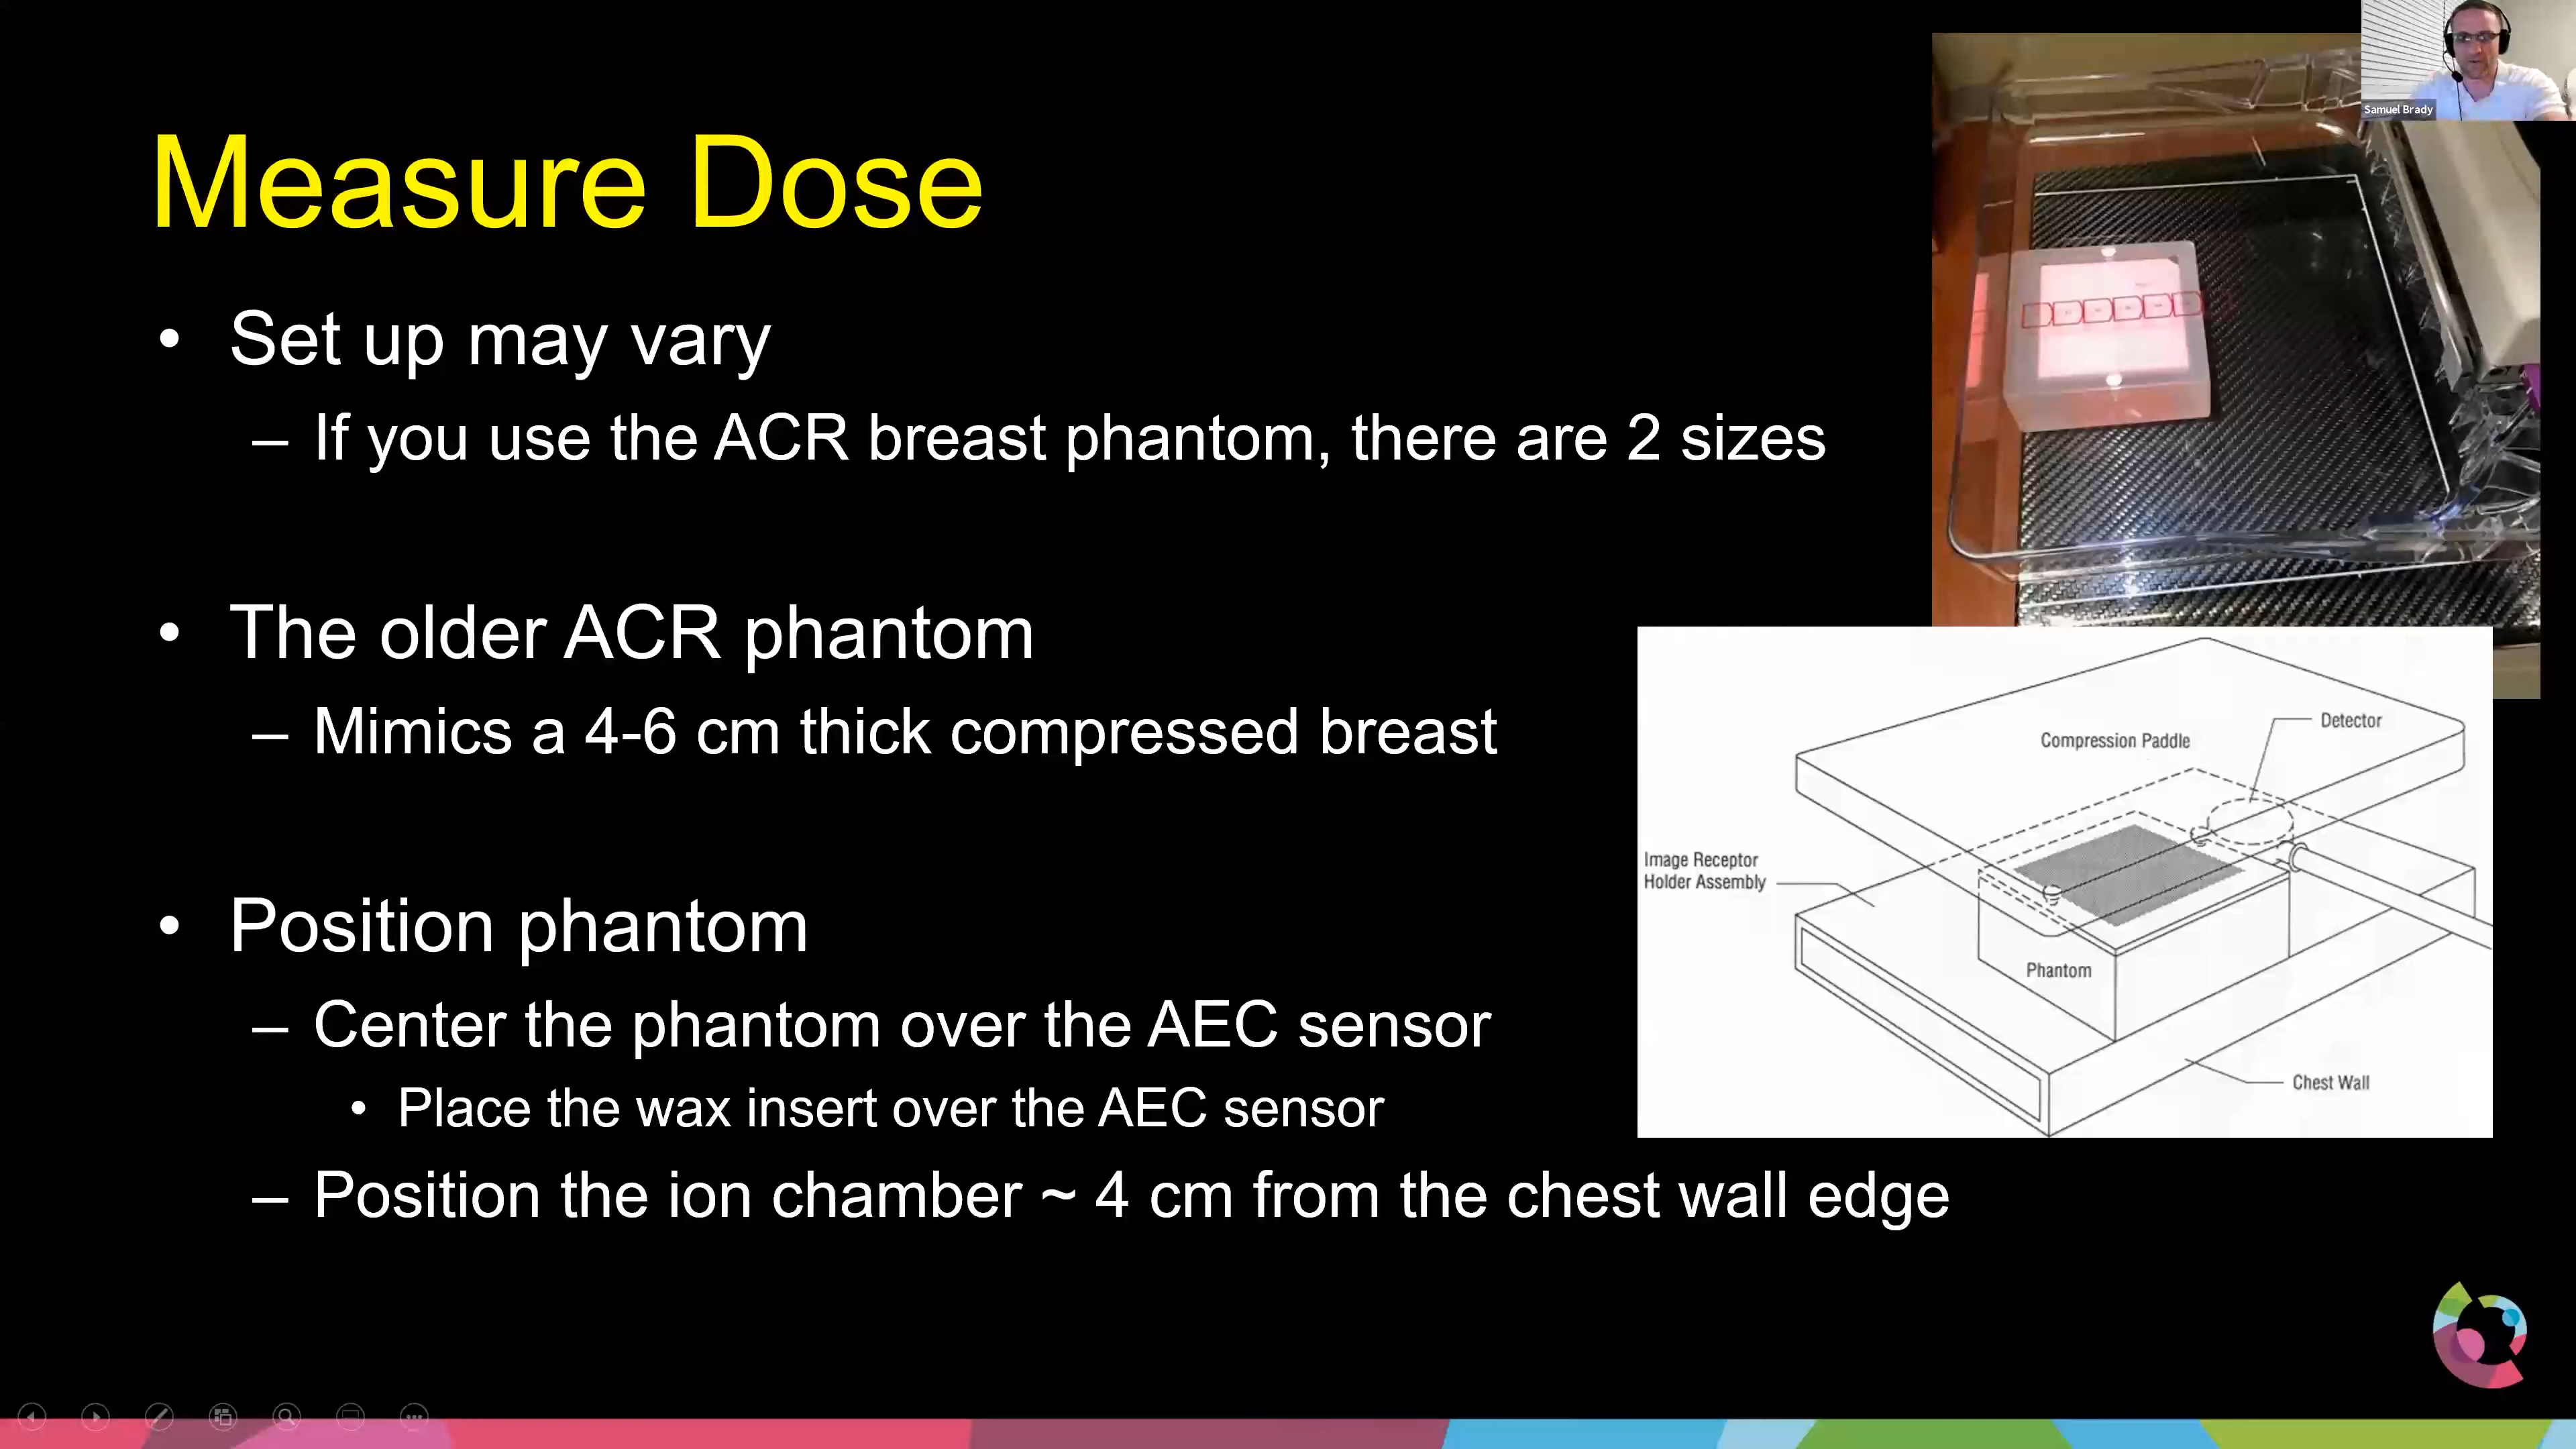 Samuel Brady
Measure Dose
• Set up may vary
– If you use the ACR breast phantom, there are 2 sizes
• The older ACR phantom
– Mimics a 4-6 cm thick compressed breast
• Position phantom
– Center the phantom over the AEC sensor
• Place the wax insert over the AEC sensor
– Position the ion chamber ~ 4 cm from the chest wall edge
Detector
Compression Paddle
Image Receptor
Holder Assembly
Phantom
Chest Wall